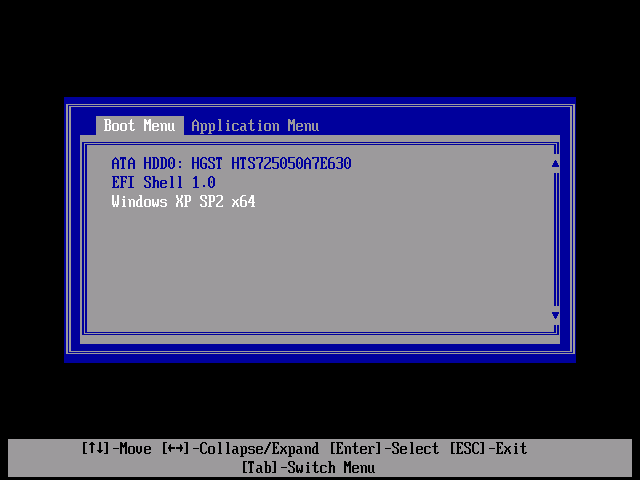 Boot Menu Application Menu
ATA HDD0: HGST HTS725050A7E630
EFI Shell 1.0
Windows XP SP2 x64
[↑↓]-Move [←→]-Collapse/Expand [Enter]-Select [ESC]-Exit
[Tab]-Switch Menu